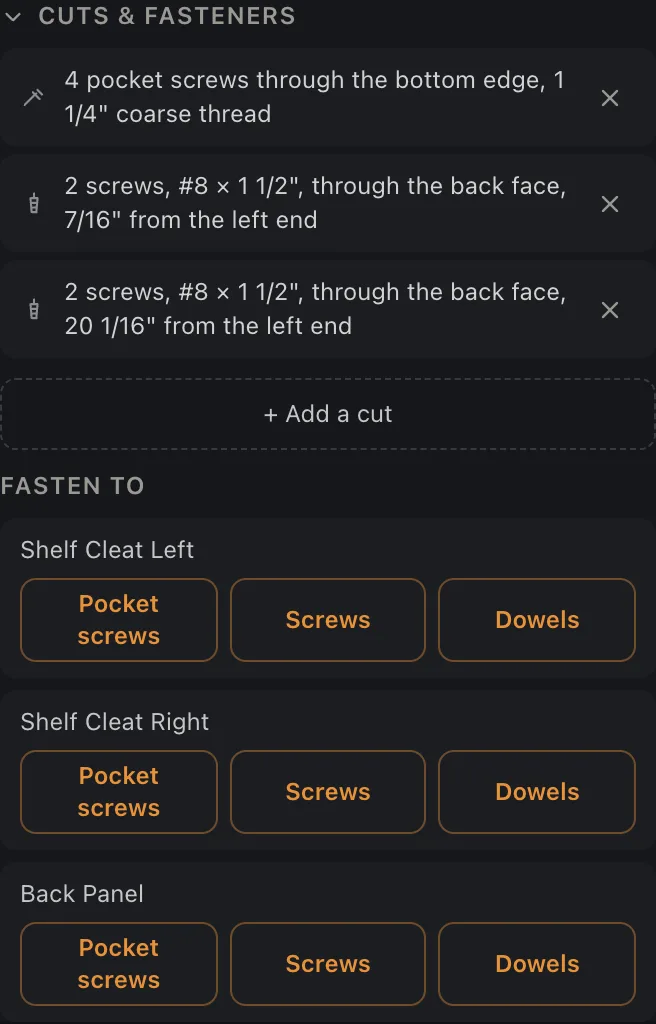 CUTS & FASTENERS
4 pocket screws through the bottom edge, 1
1/4" coarse thread
2 screws, #8 × 1 1/2", through the back face,
7/16" from the left end
2 screws, #8 × 1 1/2", through the back face,
20 1/16" from the left end
+ Add a cut
FASTEN TO
Shelf Cleat Left
Pocket
screws
Screws
Dowels
Shelf Cleat Right
Pocket
screws
Screws
Dowels
Back Panel
Pocket
screws
Screws
Dowels